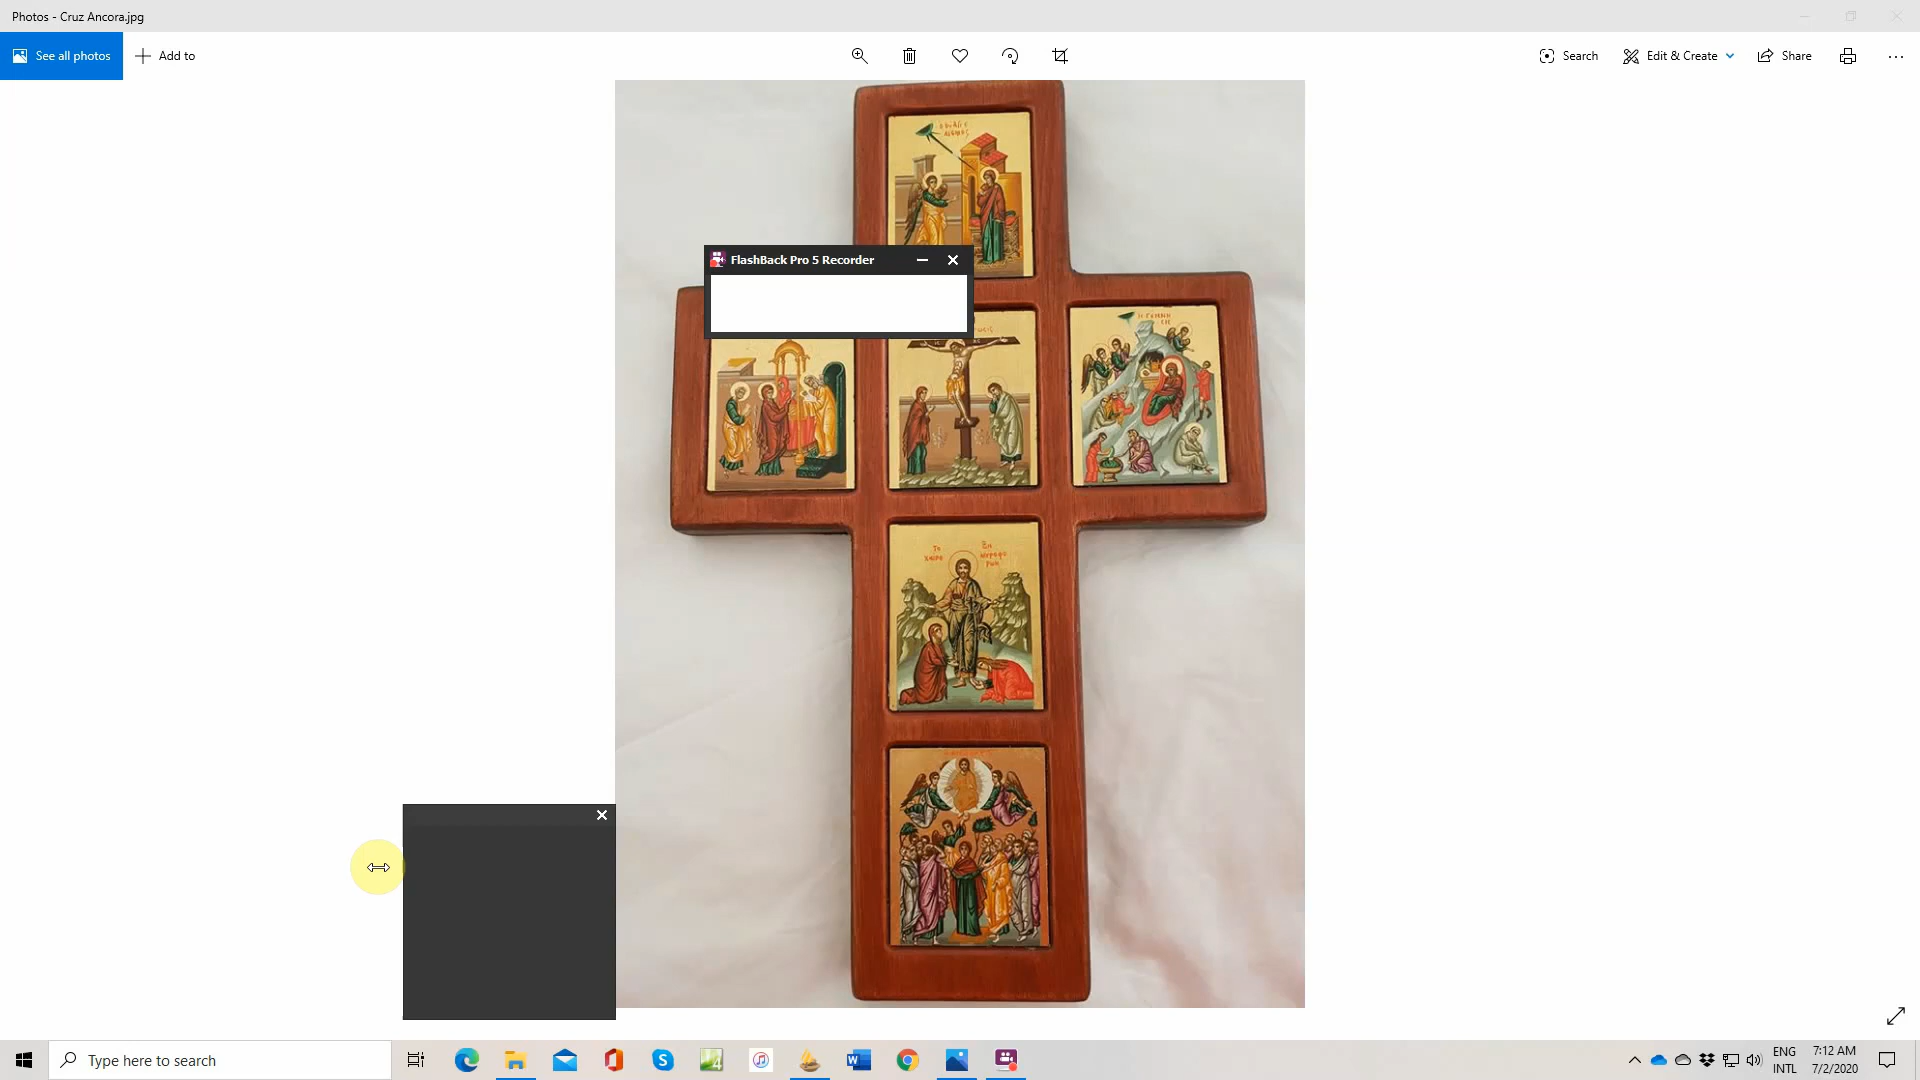 Photos - Cruz Ancora.jpg
See all photos
Add to
Search
Edit & Create
Share
FlashBack Pro 5 Recorder
Type here to search
ENG
INTL
7:12 AM
7/2/2020